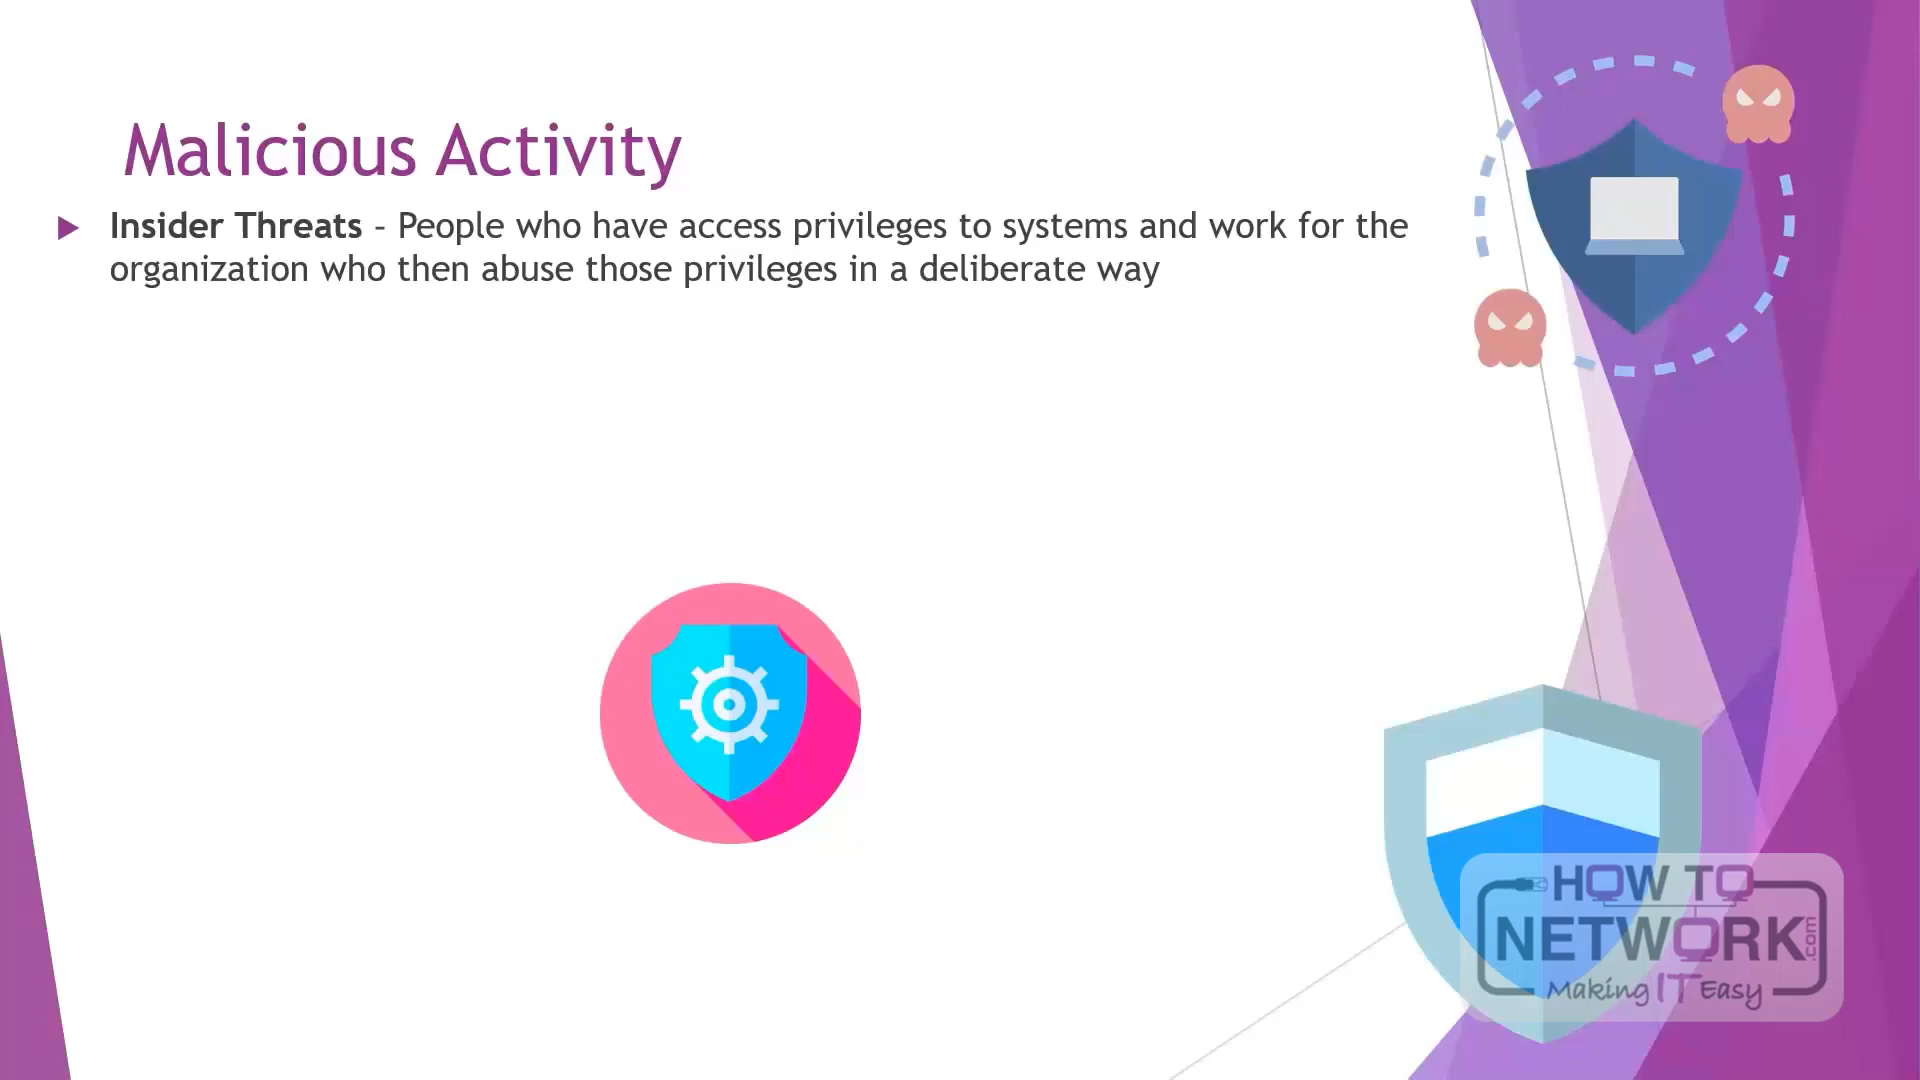 Malicious Activity
Insider Threats - People who have access privileges to systems and work for the
organization who then abuse those privileges in a deliberate way
HOW TO
NETWORK.com
Making IT Easy